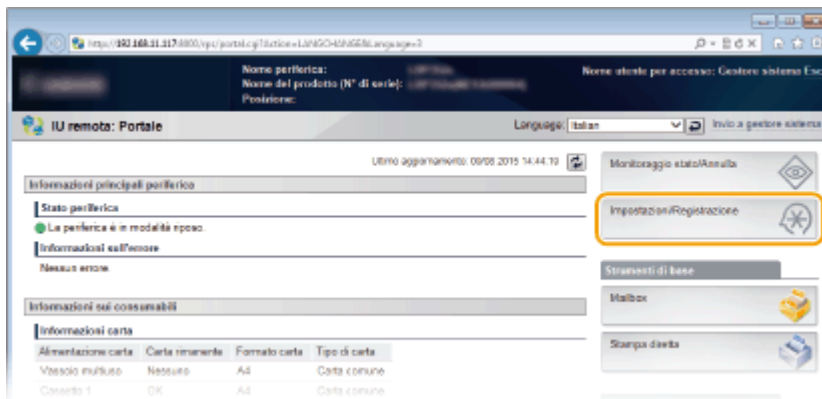 Nome periferica:
Nome del prodotto (N° di serie):
Posizione:
Nome utente per accesso: Gestore sistema Esc
IU remota: Portale
Language: Italian
Invio a gestore sistema
Ultimo aggiornamento: 09/08 2015 14:44:19
Informazioni principali periferica
Stato periferica
La periferica è in modalità riposo.
Informazioni sull'errore
Nessun errore.
Informazioni sui consumabili
Informazioni carta
Alimentazione carta Carta rimanente Formato carta Tipo di carta
Vassoio multiuso Nessuno A4 Carta comune
Cassetto 1 OK A4 Carta comune
Monitoraggio stato/Annulla
Impostazioni/Registrazione
Strumenti di base
Mailbox
Stampa diretta